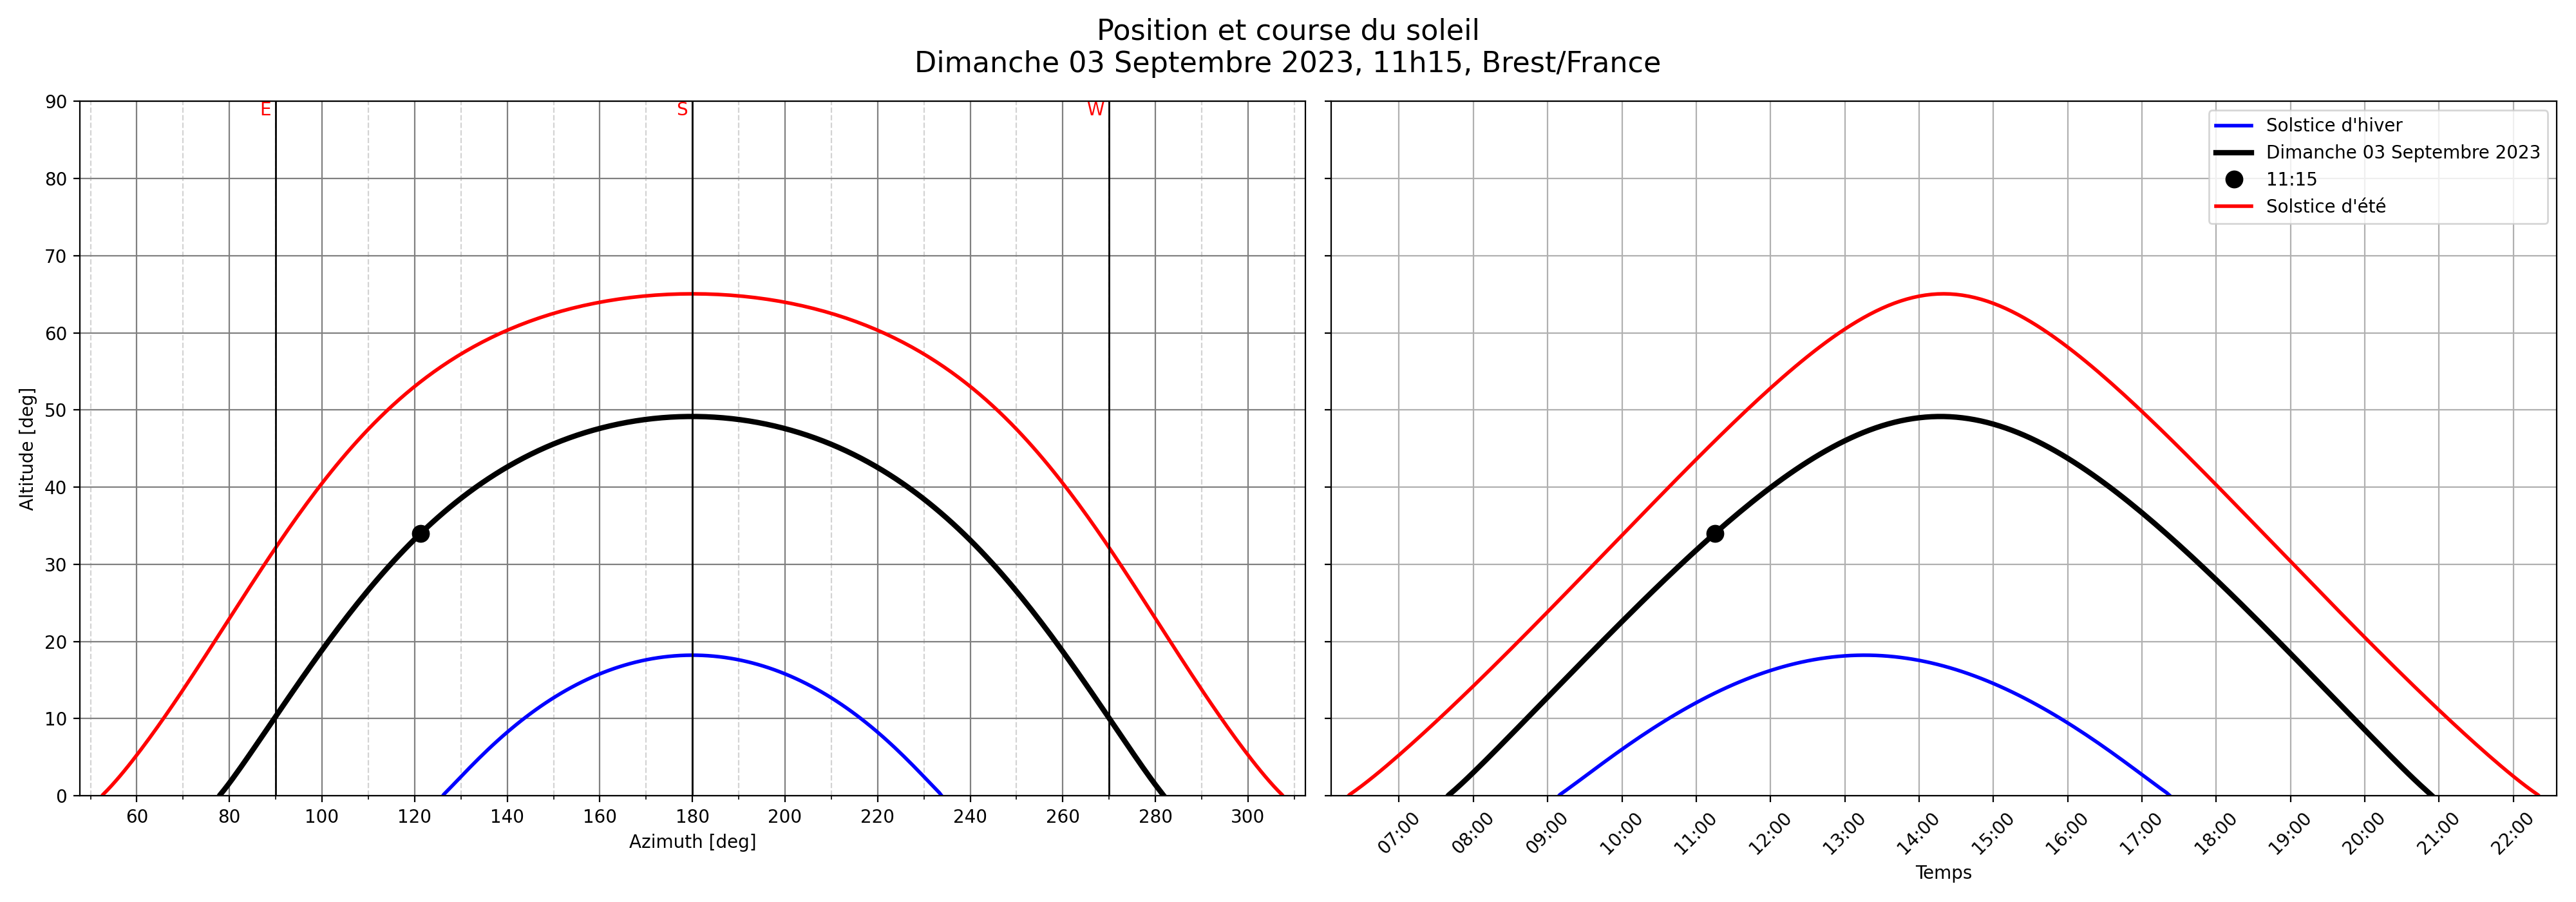 Position et course du soleil
Dimanche 03 Septembre 2023, 11h15, Brest/France
E
S
W
90
80
70
60
50
40
30
20
10
0
Altitude [deg]
60 80 100 120 140 160 180 200 220 240 260 280 300
Azimuth [deg]
Solstice d'hiver
Dimanche 03 Septembre 2023
11:15
Solstice d'été
07:00 08:00 09:00 10:00 11:00 12:00 13:00 14:00 15:00 16:00 17:00 18:00 19:00 20:00 21:00 22:00
Temps